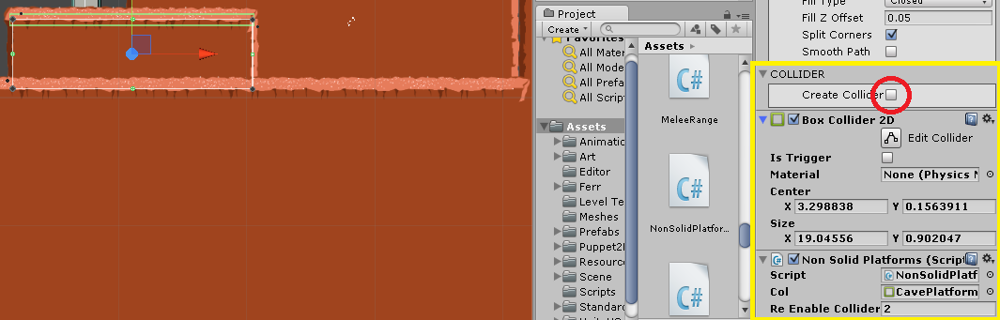 Project
Create
Favorites
All Mater
All Mode
All Prefa
All Script
Assets
Animatio
Art
Editor
Ferr
Level Te
Meshes
Prefabs
Puppet2
Resourc
Scene
Scripts
Standar
Assets
MeleeRange
NonSolidPlatfor...
Fill Type
Closed
Fill Z Offset
0.05
Split Corners
Smooth Path
COLLIDER
Create Collider
Box Collider 2D
Edit Collider
Is Trigger
Material
None (Physics M
Center
X 3.298838 Y 0.1563911
Size
X 19.04556 Y 0.902047
Non Solid Platforms (Script
Script
NonSolidPlatf
Col
CavePlatform
Re Enable Collider 2